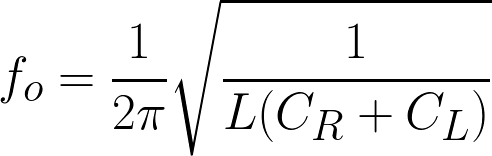 f_o = \frac{1}{2\pi} \sqrt{\frac{1}{L(C_R + C_L)}}